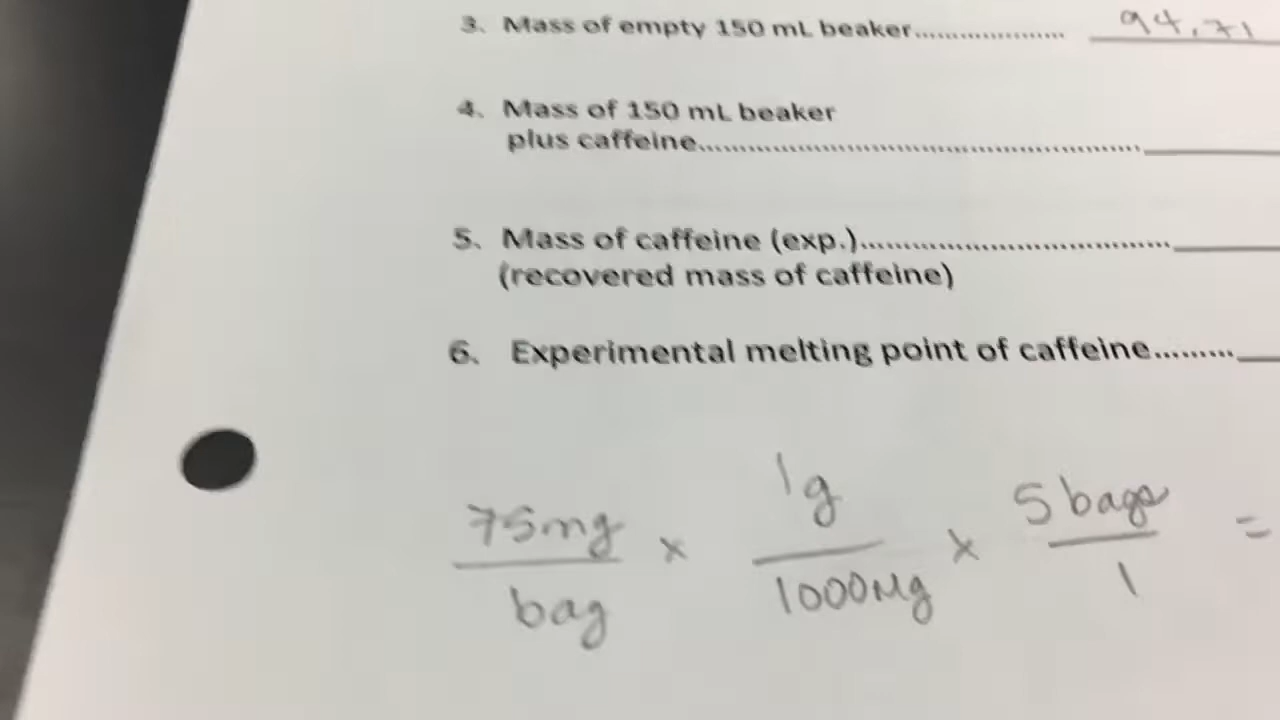 3. Mass of empty 150 mL beaker.................... 94.71
4. Mass of 150 mL beaker
plus caffeine....................................................
5. Mass of caffeine (exp.)....................................
(recovered mass of caffeine)
6. Experimental melting point of caffeine.........
75mg/bag x 1g/1000Mg x 5 bags/1 =